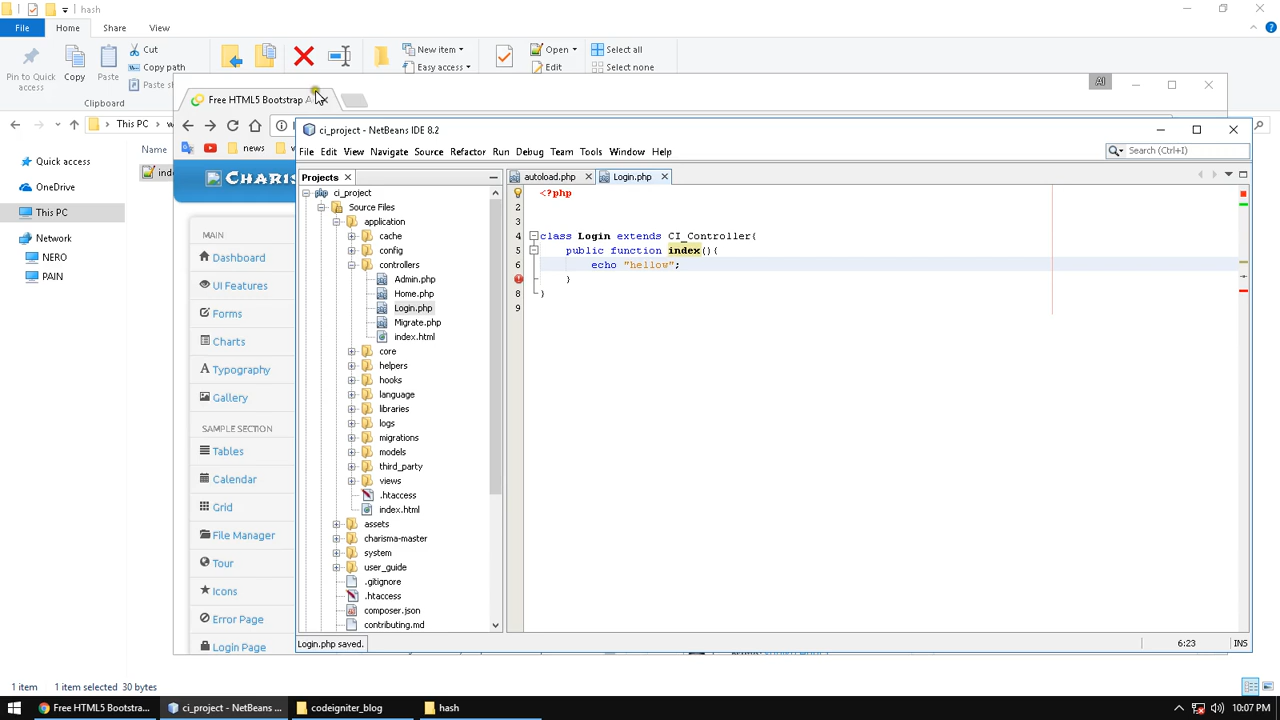 hash
File
Home
Share
View
Pin to Quick
access
Copy
Paste
Cut
Copy path
Paste sh
Clipboard
New item
Easy access
Open
Edit
Select all
Select none
This PC
Name
Quick access
OneDrive
This PC
Network
NERO
PAIN
Free HTML5 Bootstrap A
AI
news
CHARIS
MAIN
Dashboard
UI Features
Forms
Charts
Typography
Gallery
SAMPLE SECTION
Tables
Calendar
Grid
File Manager
Tour
Icons
Error Page
Login Page
ci_project - NetBeans IDE 8.2
File Edit View Navigate Source Refactor Run Debug Team Tools Window Help
Search (Ctrl+I)
Projects
ci_project
Source Files
application
cache
config
controllers
Admin.php
Home.php
Login.php
Migrate.php
index.html
core
helpers
hooks
language
libraries
logs
migrations
models
third_party
views
.htaccess
index.html
assets
charisma-master
system
user_guide
.gitignore
.htaccess
composer.json
contributing.md
autoload.php
Login.php
1 <?php
2
3
4 class Login extends CI_Controller{
5 public function index(){
6 echo "hellow";
}
8 }
9
Login.php saved.
6:23
INS
1 item 1 item selected 30 bytes
Free HTML5 Bootstra...
ci_project - NetBeans ...
codeigniter_blog
hash
10:07 PM